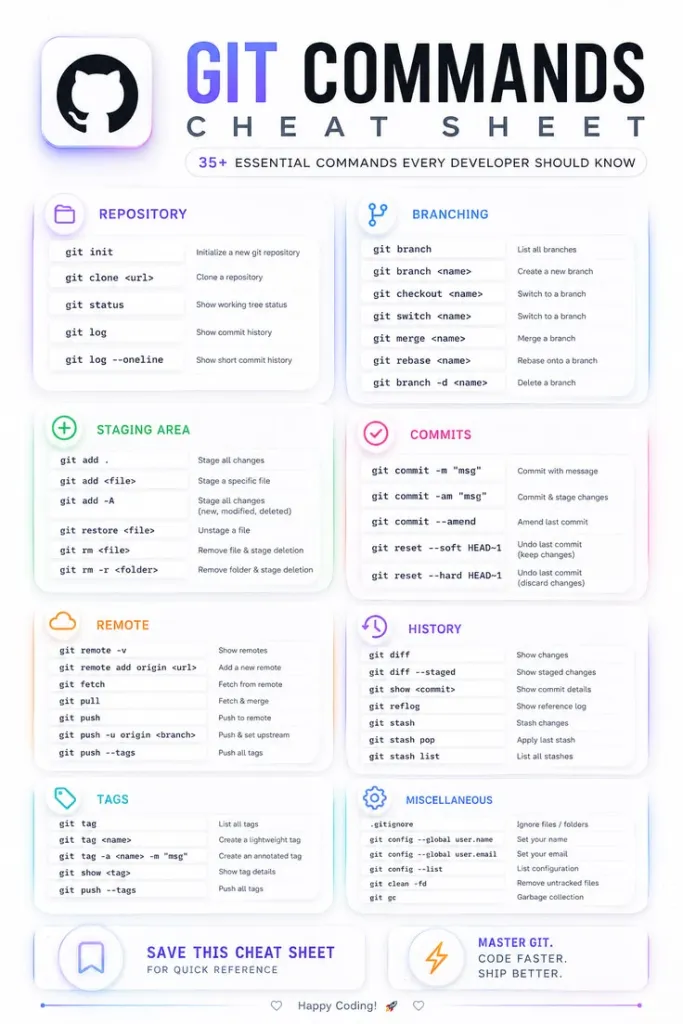 GIT COMMANDS
CHEAT SHEET
35+ ESSENTIAL COMMANDS EVERY DEVELOPER SHOULD KNOW
REPOSITORY
git init Initialize a new git repository
git clone <url> Clone a repository
git status Show working tree status
git log Show commit history
git log --oneline Show short commit history
BRANCHING
git branch List all branches
git branch <name> Create a new branch
git checkout <name> Switch to a branch
git switch <name> Switch to a branch
git merge <name> Merge a branch
git rebase <name> Rebase onto a branch
git branch -d <name> Delete a branch
STAGING AREA
git add . Stage all changes
git add <file> Stage a specific file
git add -A Stage all changes
(new, modified, deleted)
git restore <file> Unstage a file
git rm <file> Remove file & stage deletion
git rm -r <folder> Remove folder & stage deletion
COMMITS
git commit -m "msg" Commit with message
git commit -am "msg" Commit & stage changes
git commit --amend Amend last commit
git reset --soft HEAD~1 Undo last commit
(keep changes)
git reset --hard HEAD~1 Undo last commit
(discard changes)
REMOTE
git remote -v Show remotes
git remote add origin <url> Add a new remote
git fetch Fetch from remote
git pull Fetch & merge
git push Push to remote
git push -u origin <branch> Push & set upstream
git push --tags Push all tags
HISTORY
git diff Show changes
git diff --staged Show staged changes
git show <commit> Show commit details
git reflog Show reference log
git stash Stash changes
git stash pop Apply last stash
git stash list List all stashes
TAGS
git tag List all tags
git tag <name> Create a lightweight tag
git tag -a <name> -m "msg" Create an annotated tag
git show <tag> Show tag details
git push --tags Push all tags
MISCELLANEOUS
.gitignore Ignore files / folders
git config --global user.name Set your name
git config --global user.email Set your email
git config --list List configuration
git clean -fd Remove untracked files
git gc Garbage collection
SAVE THIS CHEAT SHEET
FOR QUICK REFERENCE
MASTER GIT.
CODE FASTER.
SHIP BETTER.
♡ Happy Coding! 🚀 ♡